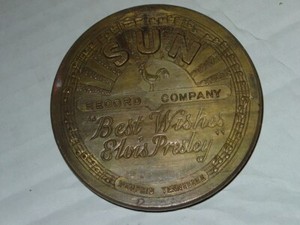 SUN
RECORD COMPANY
"Best Wishes"
Elvis Presley
MEMPHIS TENNESSEE